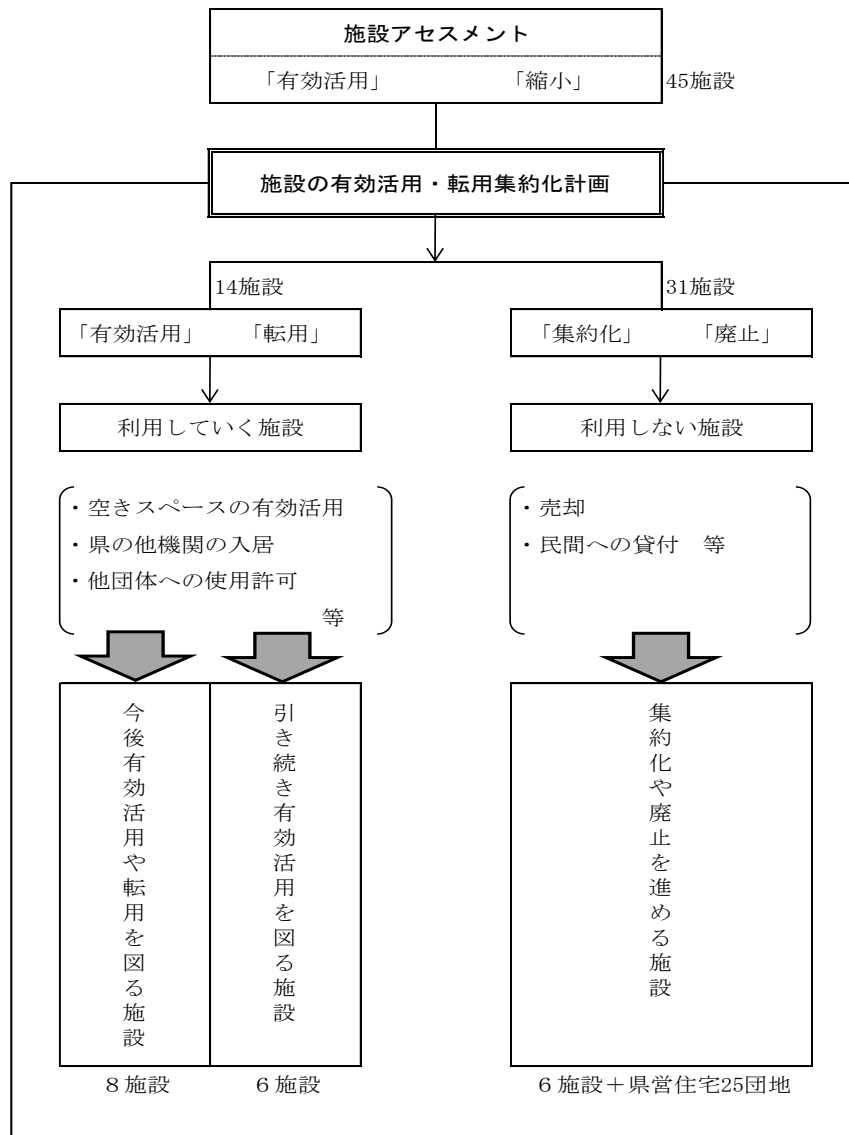 施設アセスメント
「有効活用」 「縮小」
45施設
施設の有効活用・転用集約化計画
14施設
「有効活用」 「転用」
利用していく施設
・空きスペースの有効活用
・県の他機関の入居
・他団体への使用許可
等
今後有効活用や転用を図る施設
8施設
引き続き有効活用を図る施設
6施設
31施設
「集約化」 「廃止」
利用しない施設
・売却
・民間への貸付 等
集約化や廃止を進める施設
6施設＋県営住宅25団地